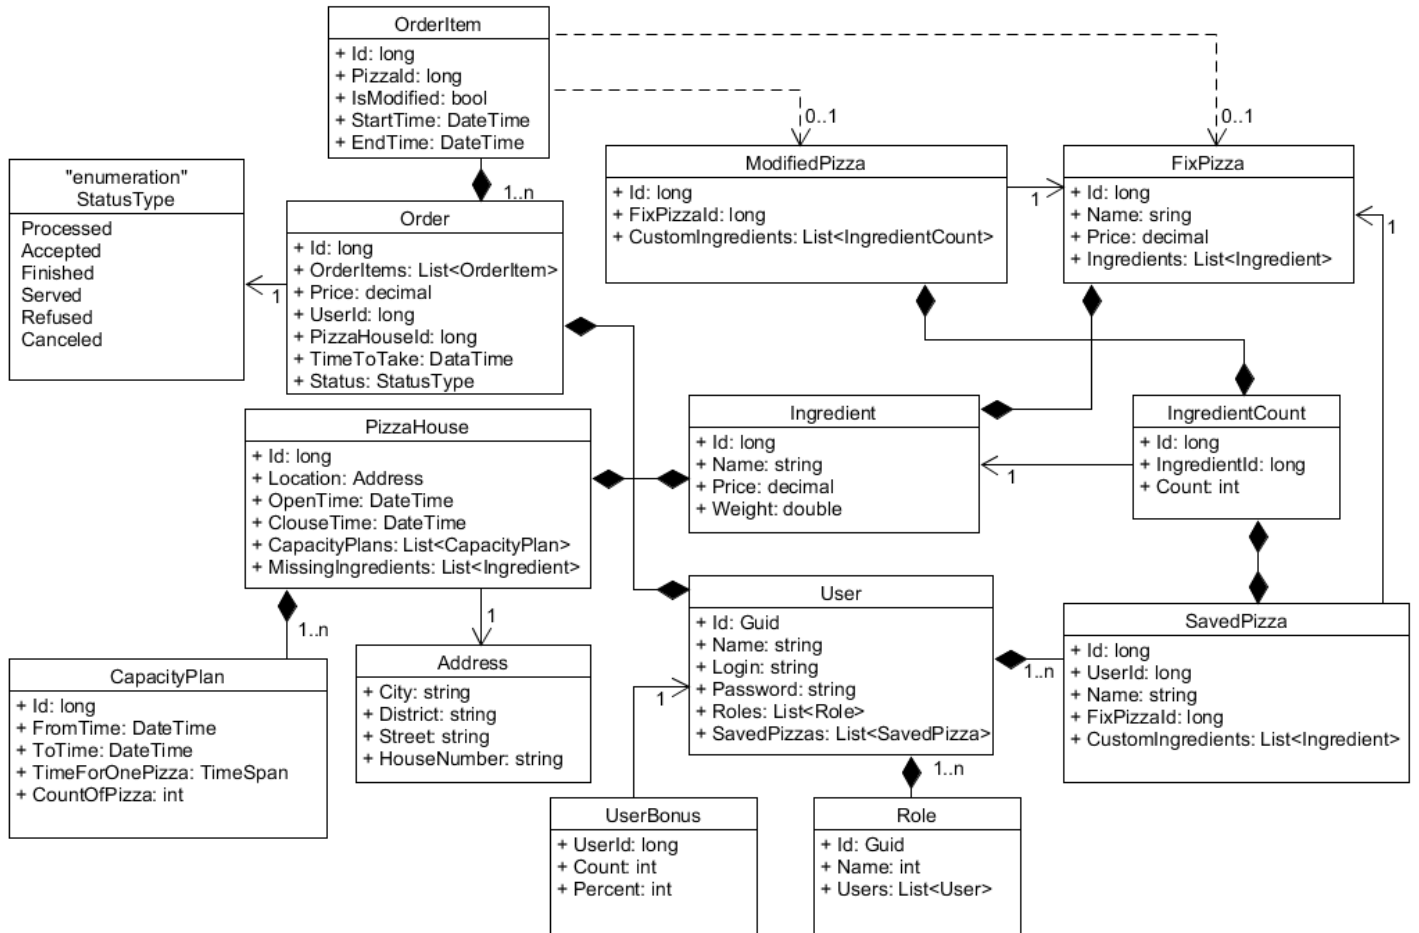 OrderItem
+ Id: long
+ PizzaId: long
+ IsModified: bool
+ StartTime: DateTime
+ EndTime: DateTime
0..1
0..1
"enumeration"
StatusType
Processed
Accepted
Finished
Served
Refused
Canceled
1..n
1
Order
+ Id: long
+ OrderItems: List<OrderItem>
+ Price: decimal
+ UserId: long
+ PizzaHouseId: long
+ TimeToTake: DataTime
+ Status: StatusType
ModifiedPizza
+ Id: long
+ FixPizzaId: long
+ CustomIngredients: List<IngredientCount>
1
FixPizza
+ Id: long
+ Name: sring
+ Price: decimal
+ Ingredients: List<Ingredient>
1
PizzaHouse
+ Id: long
+ Location: Address
+ OpenTime: DateTime
+ ClouseTime: DateTime
+ CapacityPlans: List<CapacityPlan>
+ MissingIngredients: List<Ingredient>
Ingredient
+ Id: long
+ Name: string
+ Price: decimal
+ Weight: double
1
IngredientCount
+ Id: long
+ IngredientId: long
+ Count: int
1..n
1
CapacityPlan
+ Id: long
+ FromTime: DateTime
+ ToTime: DateTime
+ TimeForOnePizza: TimeSpan
+ CountOfPizza: int
Address
+ City: string
+ District: string
+ Street: string
+ HouseNumber: string
User
+ Id: Guid
+ Name: string
+ Login: string
+ Password: string
+ Roles: List<Role>
+ SavedPizzas: List<SavedPizza>
1
1..n
1..n
SavedPizza
+ Id: long
+ UserId: long
+ Name: string
+ FixPizzaId: long
+ CustomIngredients: List<Ingredient>
UserBonus
+ UserId: long
+ Count: int
+ Percent: int
Role
+ Id: Guid
+ Name: int
+ Users: List<User>